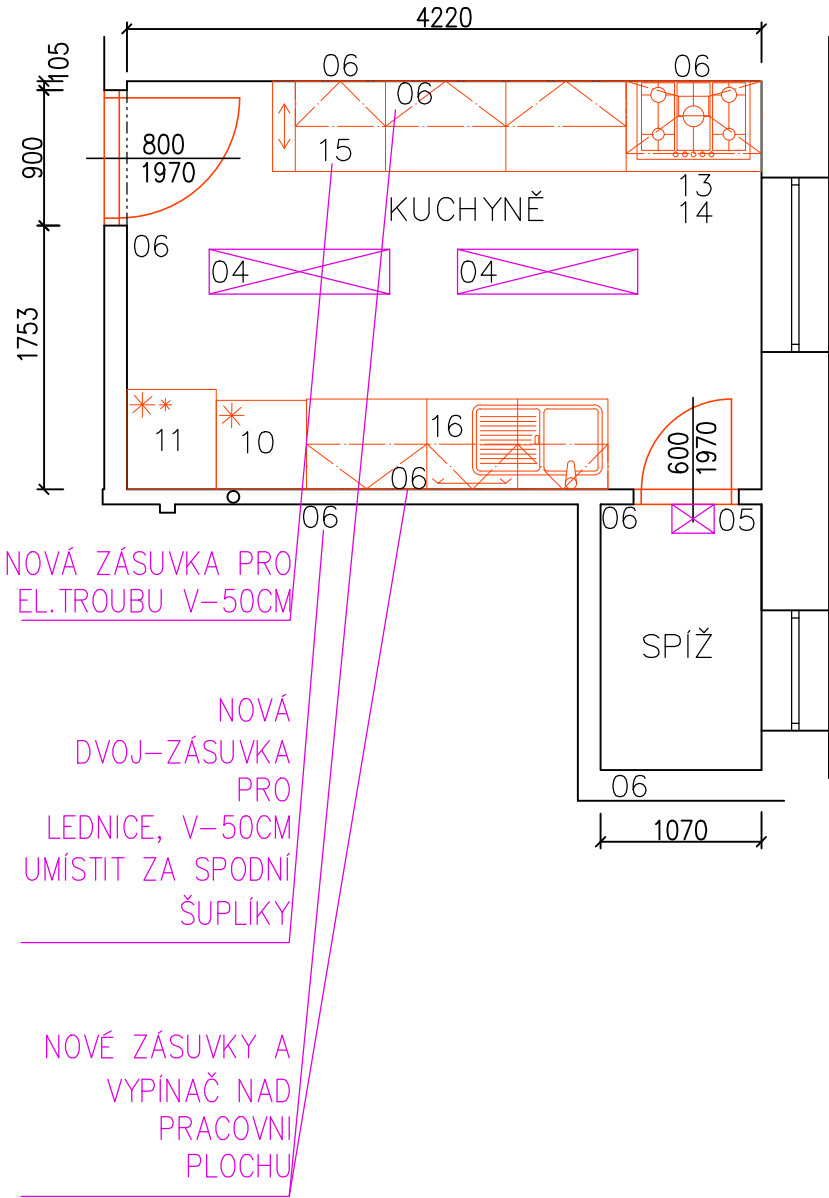 4220
105
06
06
06
900
800
1970
15
13
14
KUCHYNĚ
06
04
04
1753
11
10
16
600
1970
06
06
06
05
NOVÁ ZÁSUVKA PRO
EL.TROUBU V-50CM
SPÍŽ
NOVÁ
DVOJ-ZÁSUVKA
PRO
LEDNICE, V-50CM
UMÍSTIT ZA SPODNÍ
ŠUPLÍKY
06
1070
NOVÉ ZÁSUVKY A
VYPÍNAČ NAD
PRACOVNI
PLOCHU